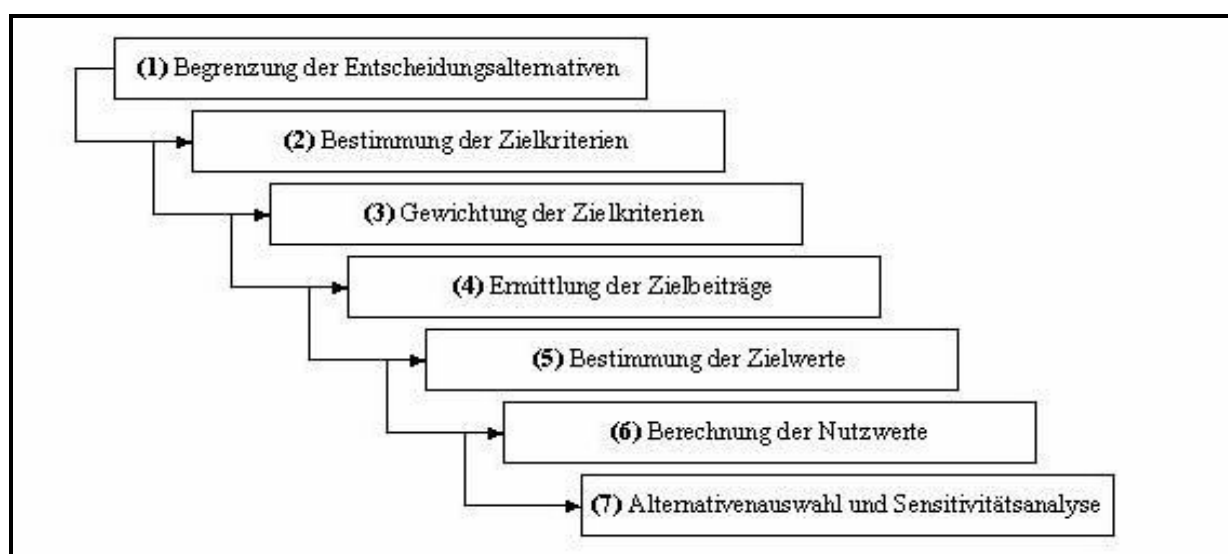 (1) Begrenzung der Entscheidungsalternativen
(2) Bestimmung der Zielkriterien
(3) Gewichtung der Zielkriterien
(4) Ermittlung der Zielbeiträge
(5) Bestimmung der Zielwerte
(6) Berechnung der Nutzwerte
(7) Alternativenauswahl und Sensitivitätsanalyse